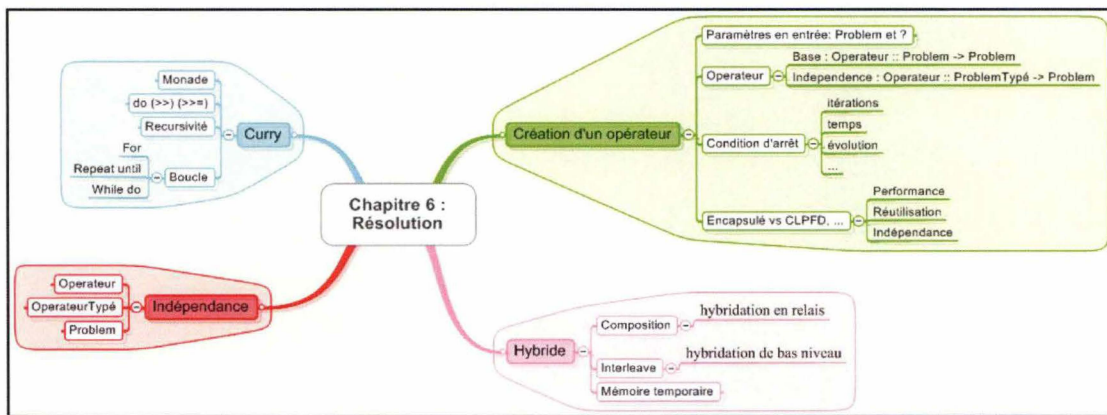 Chapitre 6 :
Résolution
Curry
Monade
do (>>) (>>=)
Recursivité
Boucle
For
Repeat until
While do
Indépendance
Operateur
OperateurTypé
Problem
Création d'un opérateur
Paramètres en entrée: Problem et ?
Operateur
Base : Operateur :: Problem -> Problem
Independence : Operateur :: ProblemTypé -> Problem
Condition d'arrêt
itérations
temps
évolution
...
Encapsulé vs CLPFD, ...
Performance
Réutilisation
Indépendance
Hybride
Composition
hybridation en relais
Interleave
hybridation de bas niveau
Mémoire temporaire